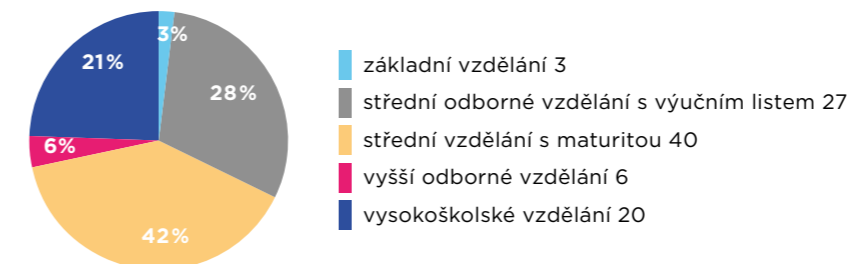 3%
21%
28%
6%
42%
základní vzdělání 3
střední odborné vzdělání s výučním listem 27
střední vzdělání s maturitou 40
vyšší odborné vzdělání 6
vysokoškolské vzdělání 20